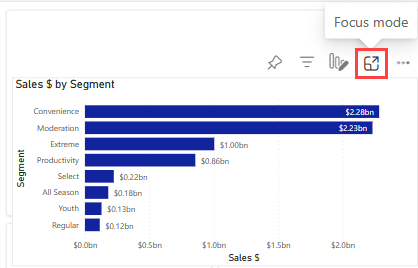 Focus mode
Sales $ by Segment
Segment
Convenience $2.28bn
Moderation $2.23bn
Extreme $1.00bn
Productivity $0.86bn
Select $0.22bn
All Season $0.18bn
Youth $0.13bn
Regular $0.12bn
$0.0bn $0.5bn $1.0bn $1.5bn $2.0bn
Sales $